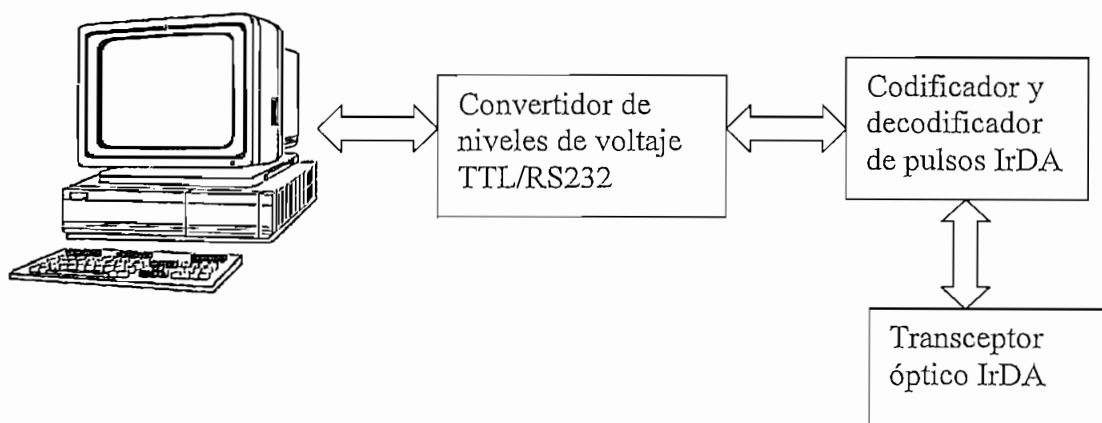 Convertidor de
niveles de voltaje
TTL/RS232
Codificador y
decodificador
de pulsos IrDA
Transceptor
óptico IrDA